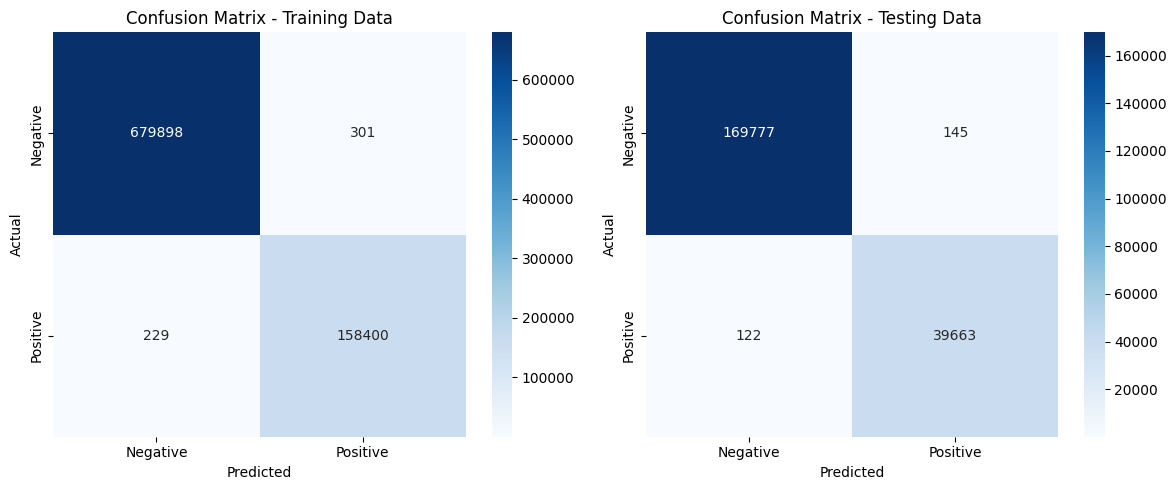 Confusion Matrix - Training Data
Actual
Negative
Positive
679898
301
229
158400
Negative
Positive
Predicted
600000
500000
400000
300000
200000
100000
Confusion Matrix - Testing Data
Actual
Negative
Positive
169777
145
122
39663
Negative
Positive
Predicted
160000
140000
120000
100000
80000
60000
40000
20000